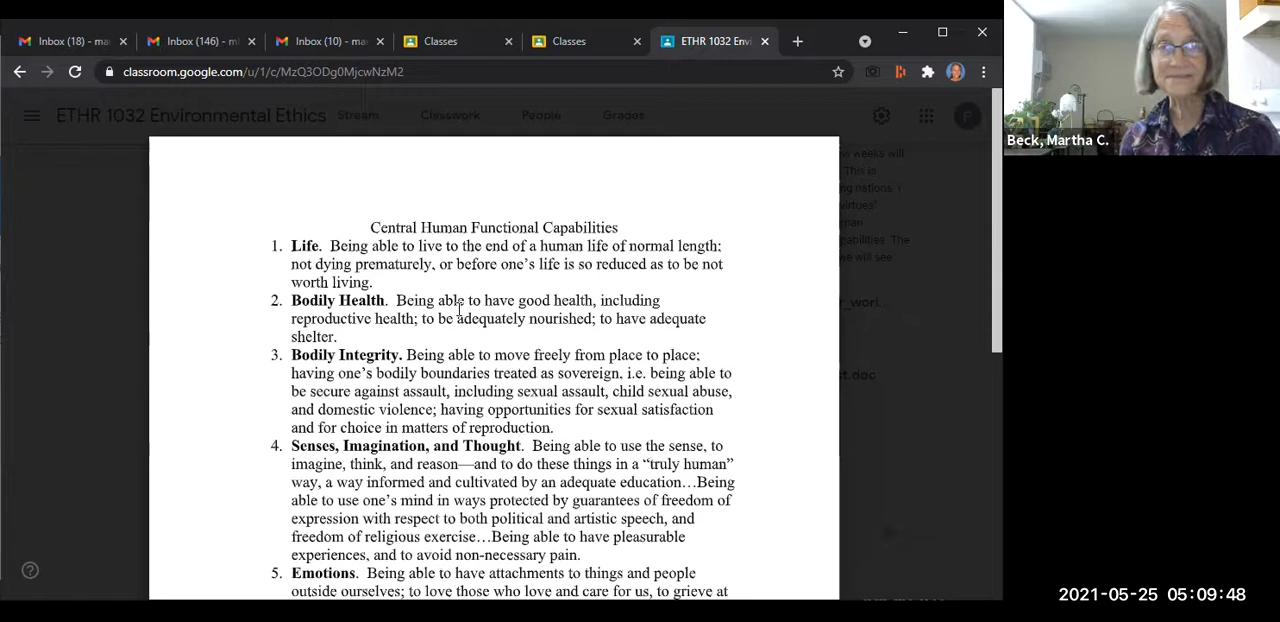 Inbox (18) - ma
Inbox (146) - m
Inbox (10) - ma
Classes
Classes
ETHR 1032 Envi
classroom.google.com/u/1/c/MzQ3ODg0MjcwNzM2
ETHR 1032 Environmental Ethics
Stream
Classwork
People
Grades
Beck, Martha C.
Central Human Functional Capabilities
1. Life. Being able to live to the end of a human life of normal length;
not dying prematurely, or before one's life is so reduced as to be not
worth living.
2. Bodily Health. Being able to have good health, including
reproductive health; to be adequately nourished; to have adequate
shelter.
3. Bodily Integrity. Being able to move freely from place to place;
having one's bodily boundaries treated as sovereign, i.e. being able to
be secure against assault, including sexual assault, child sexual abuse,
and domestic violence; having opportunities for sexual satisfaction
and for choice in matters of reproduction.
4. Senses, Imagination, and Thought. Being able to use the sense, to
imagine, think, and reason—and to do these things in a “truly human”
way, a way informed and cultivated by an adequate education…Being
able to use one's mind in ways protected by guarantees of freedom of
expression with respect to both political and artistic speech, and
freedom of religious exercise…Being able to have pleasurable
experiences, and to avoid non-necessary pain.
5. Emotions. Being able to have attachments to things and people
outside ourselves; to love those who love and care for us, to grieve at
weeks will
This is
nations. I
virtues'
The
we will see
2021-05-25 05:09:48